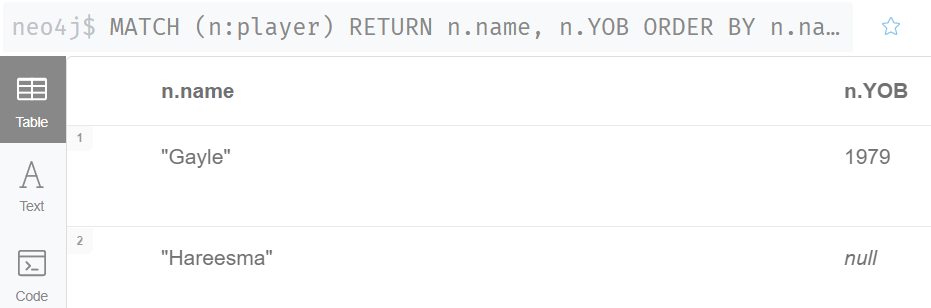 neo4j$ MATCH (n:player) RETURN n.name, n.YOB ORDER BY n.na…
n.name n.YOB
Table
1
"Gayle" 1979
Text
2
"Hareesma" null
Code